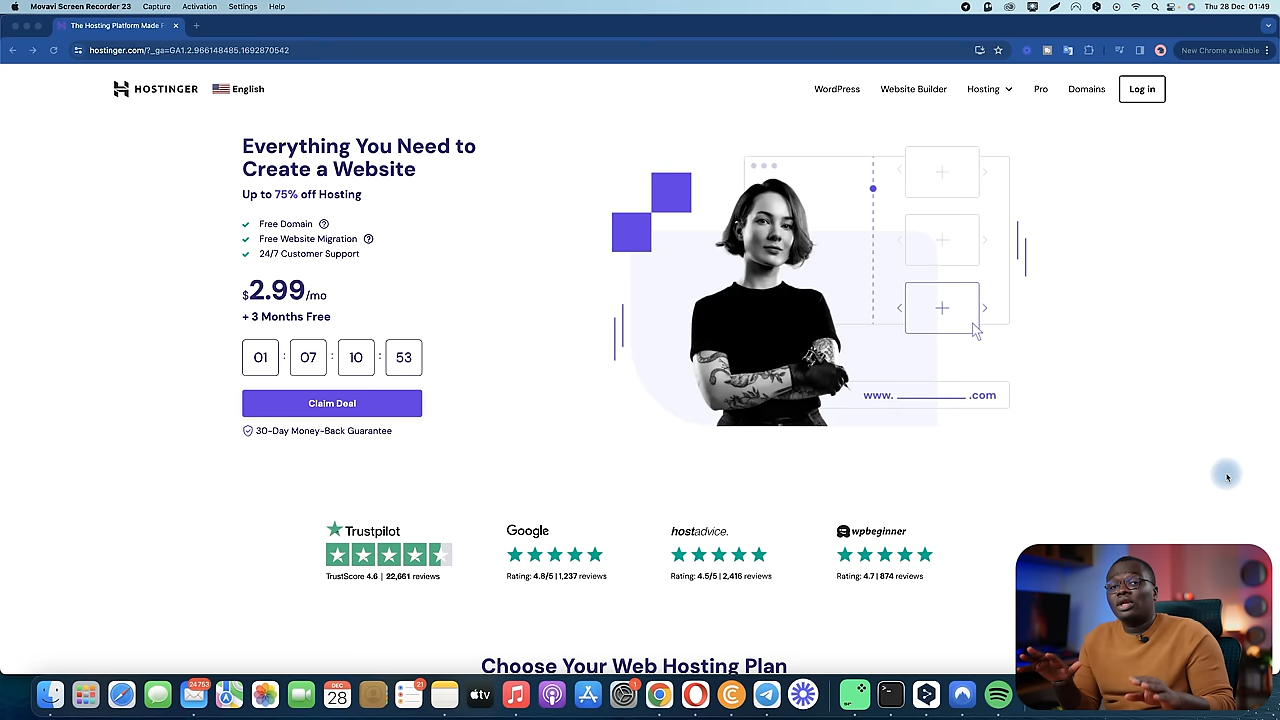 Movavi Screen Recorder 23 Capture Activation Settings Help
Thu 28 Dec 01:49
The Hosting Platform Made F
hostinger.com/?_ga=GA1.2.966148485.1692870542
New Chrome available
HOSTINGER English
WordPress Website Builder Hosting Pro Domains Log in
Everything You Need to
Create a Website
Up to 75% off Hosting
Free Domain
Free Website Migration
24/7 Customer Support
$2.99/mo
+ 3 Months Free
01 : 07 : 10 : 53
Claim Deal
30-Day Money-Back Guarantee
www. ________ .com
Trustpilot
TrustScore 4.6 | 22,661 reviews
Google
Rating: 4.8/5 | 1,237 reviews
hostadvice.
Rating: 4.5/5 | 2,416 reviews
wpbeginner
Rating: 4.7 | 874 reviews
Choose Your Web Hosting Plan
24753
DEC
28
21
tv
1